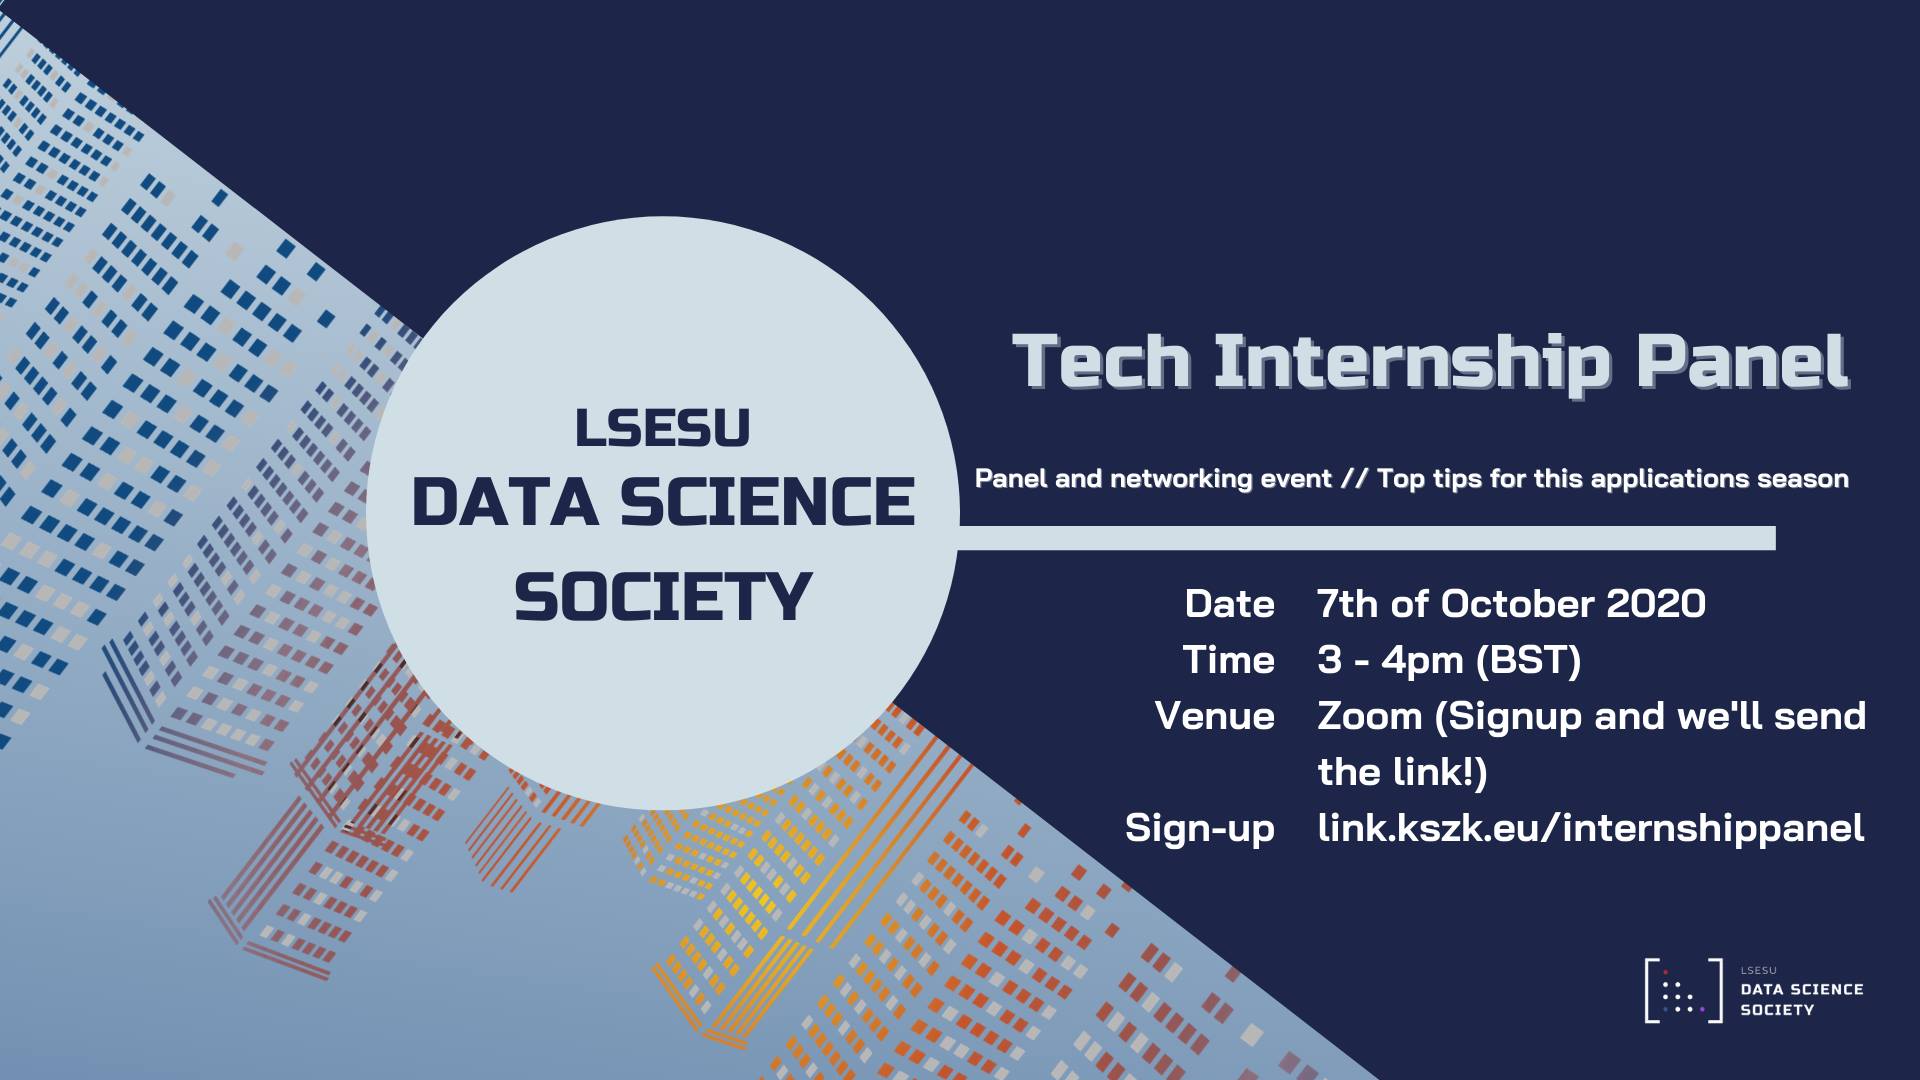 LSESU
DATA SCIENCE
SOCIETY
Tech Internship Panel
Panel and networking event // Top tips for this applications season
Date 7th of October 2020
Time 3 - 4pm (BST)
Venue Zoom (Signup and we'll send
the link!)
Sign-up link.kszk.eu/internshippanel
LSESU
DATA SCIENCE
SOCIETY